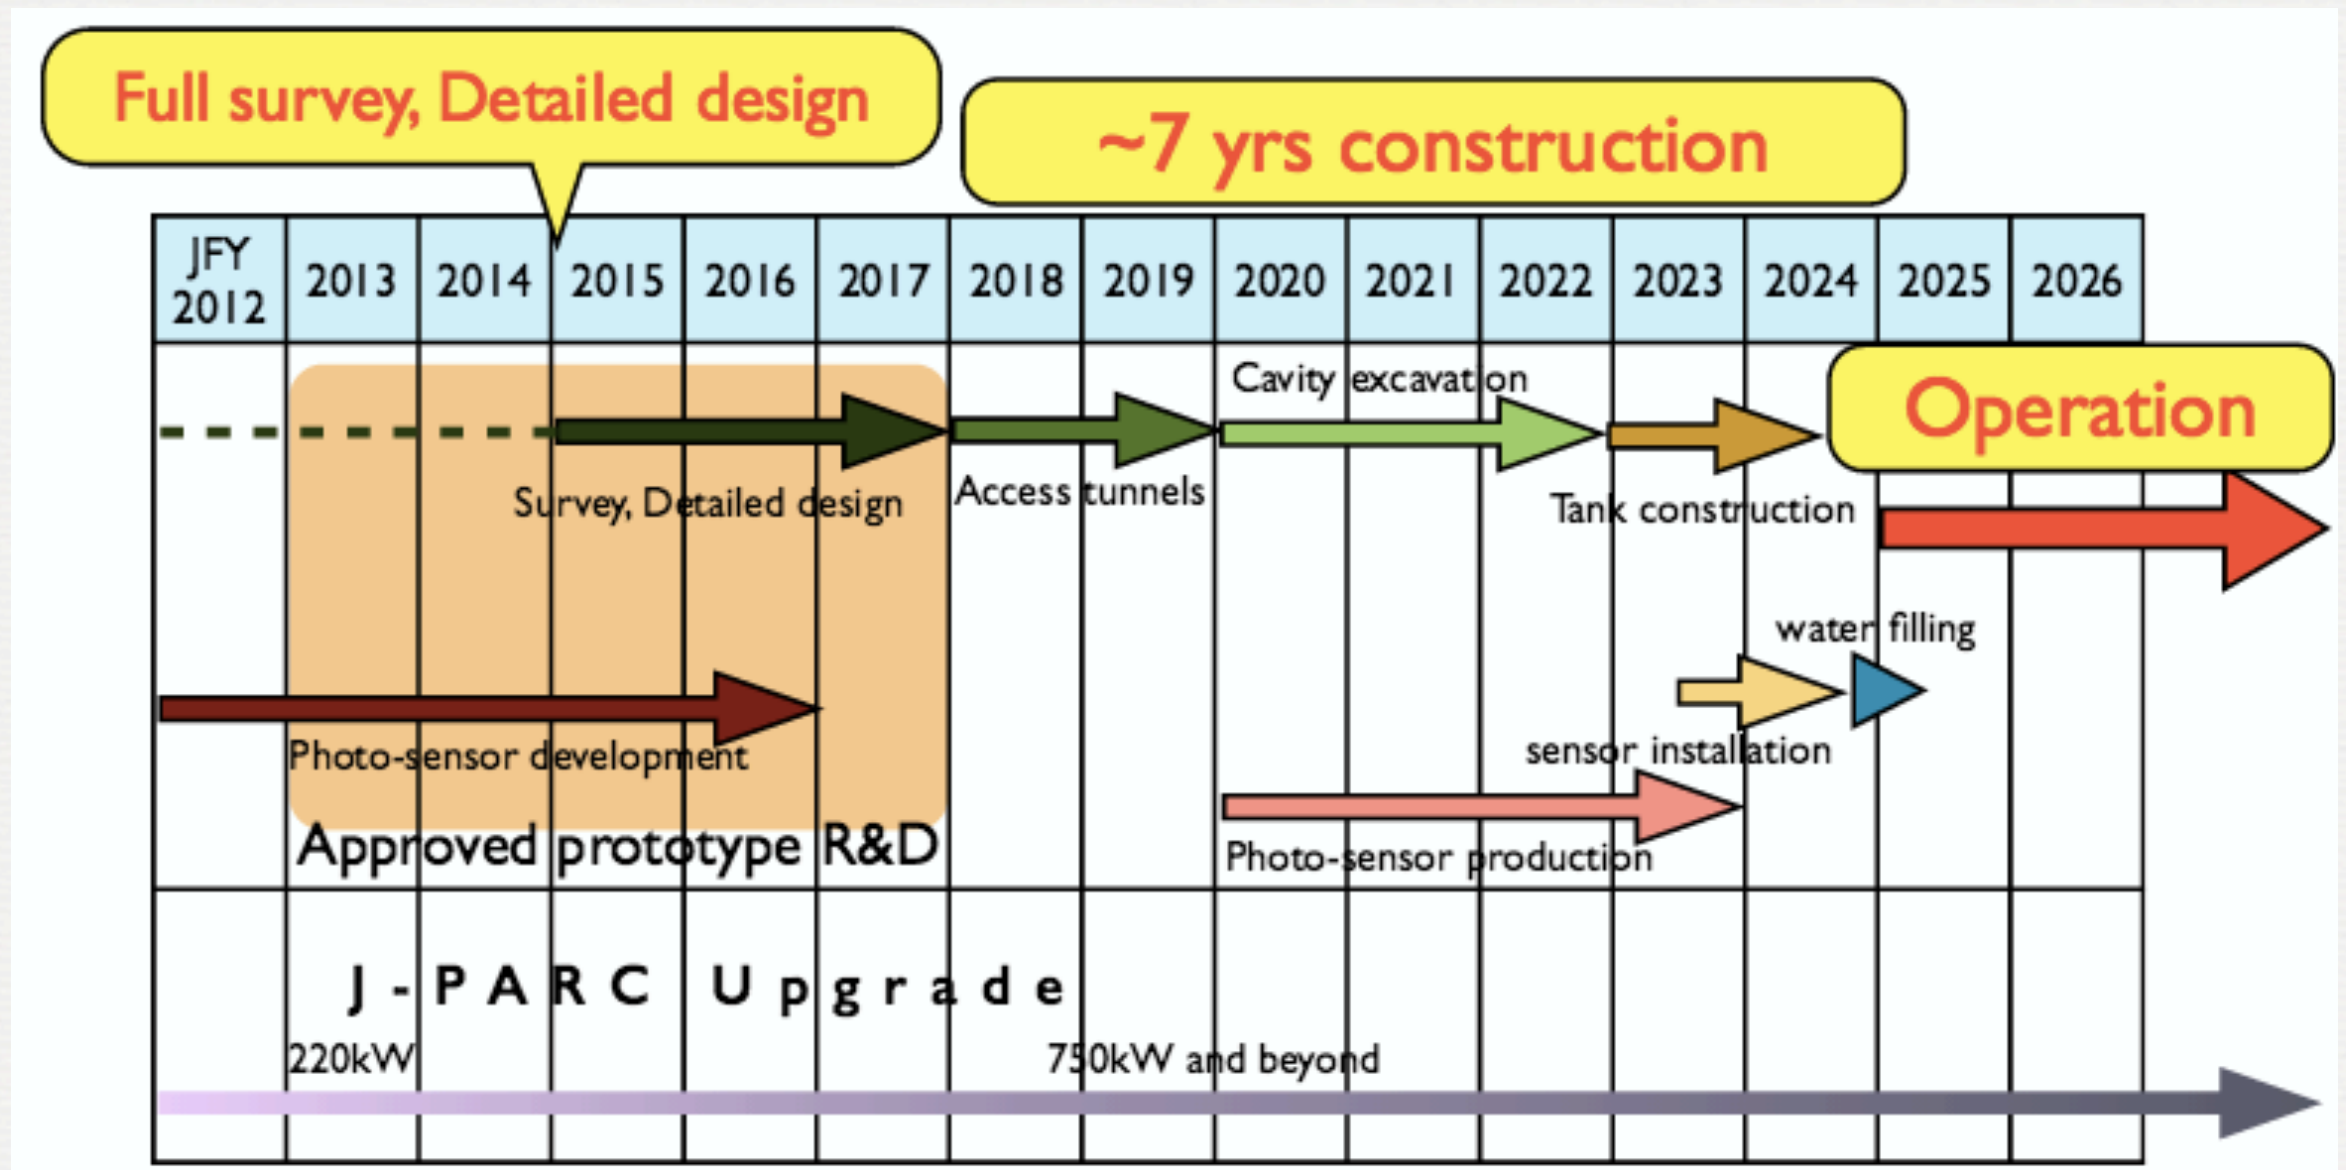 Full survey, Detailed design
~7 yrs construction
JFY
2012
2013
2014
2015
2016
2017
2018
2019
2020
2021
2022
2023
2024
2025
2026
Cavity excavation
Operation
Survey, Detailed design
Access tunnels
Tank construction
water filling
Photo-sensor development
sensor installation
Approved prototype R&D
Photo-sensor production
J-PARC Upgrade
220kW
750kW and beyond